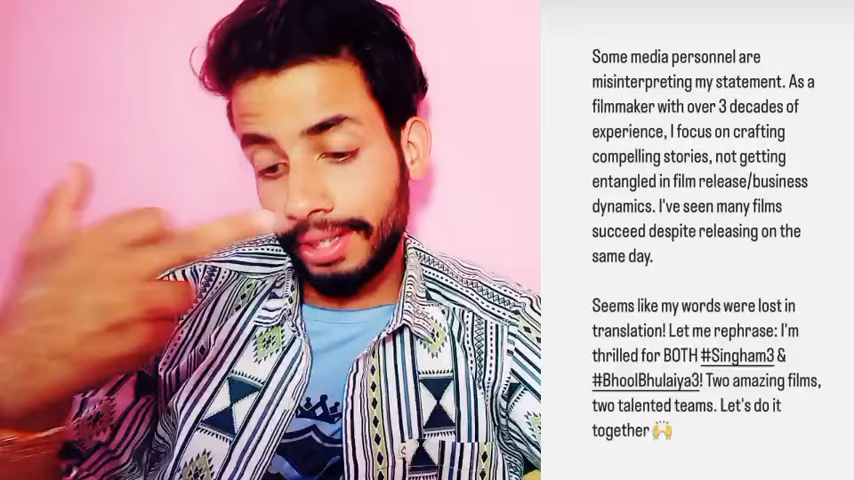 Some media personnel are
misinterpreting my statement. As a
filmmaker with over 3 decades of
experience, I focus on crafting
compelling stories, not getting
entangled in film release/business
dynamics. I've seen many films
succeed despite releasing on the
same day.
Seems like my words were lost in
translation! Let me rephrase: I'm
thrilled for BOTH #Singham3 &
#BhoolBhulaiya3! Two amazing films,
two talented teams. Let's do it
together 🙌